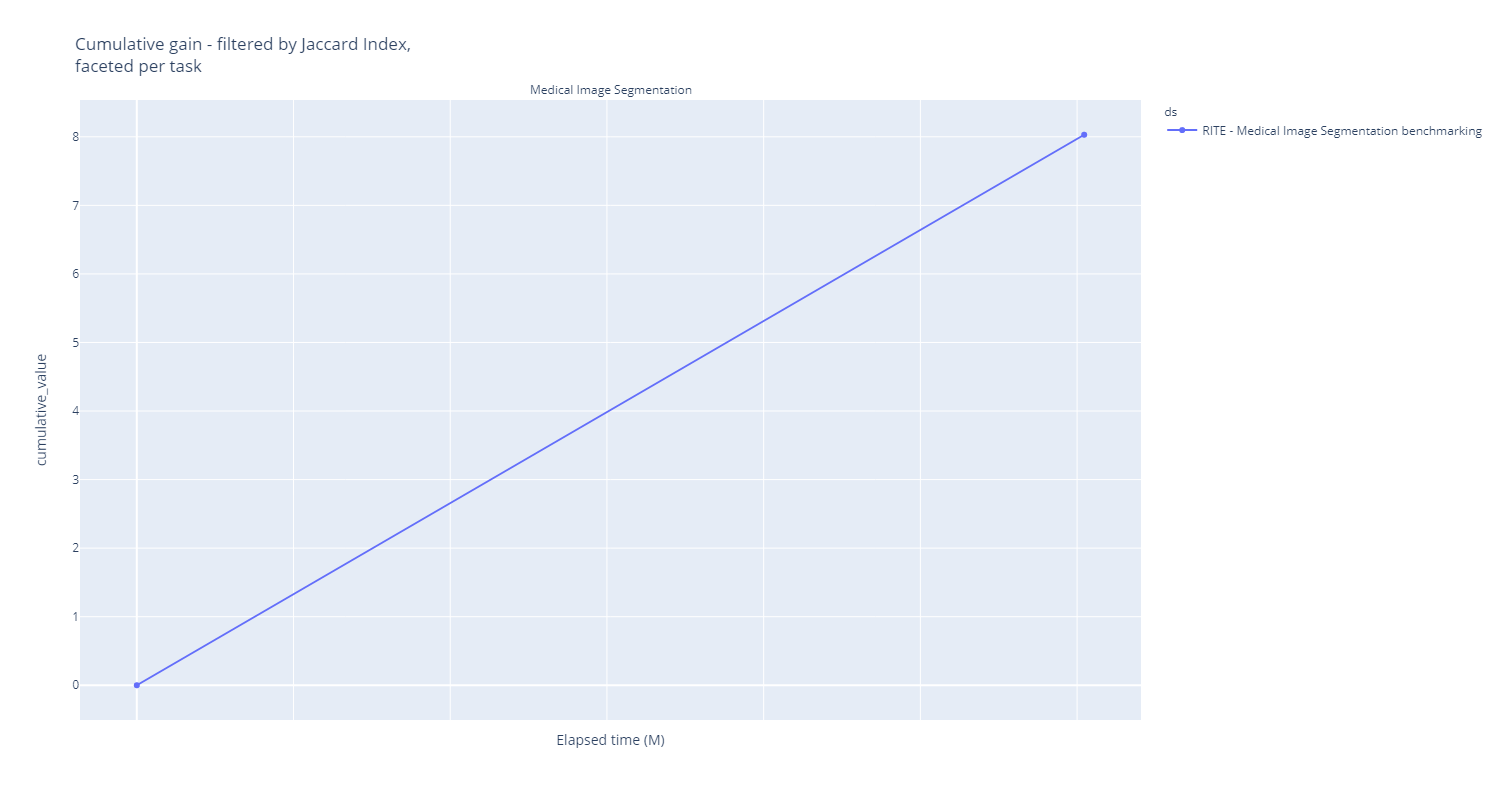 Cumulative gain - filtered by Jaccard Index,
faceted per task
Medical Image Segmentation
ds
RITE - Medical Image Segmentation benchmarking
8
7
6
5
4
3
2
1
0
cumulative_value
Elapsed time (M)